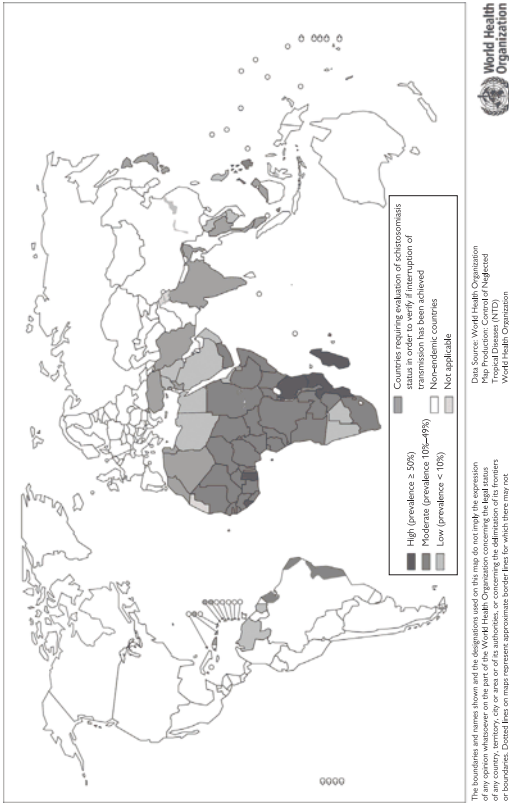 World Health
Organization
High (prevalence ≥ 50%)
Moderate (prevalence 10%–49%)
Low (prevalence < 10%)
Countries requiring evaluation of schistosomiasis
status in order to verify if interruption of
transmission has been achieved
Non-endemic countries
Not applicable
The boundaries and names shown and the designations used on this map do not imply the expression
of any opinion whatsoever on the part of the World Health Organization concerning the legal status
of any country, territory, city or area or of its authorities, or concerning the delimitation of its frontiers
or boundaries. Dotted lines on maps represent approximate border lines for which there may not
Data Source: World Health Organization
Map Production: Control of Neglected
Tropical Diseases (NTD)
World Health Organization